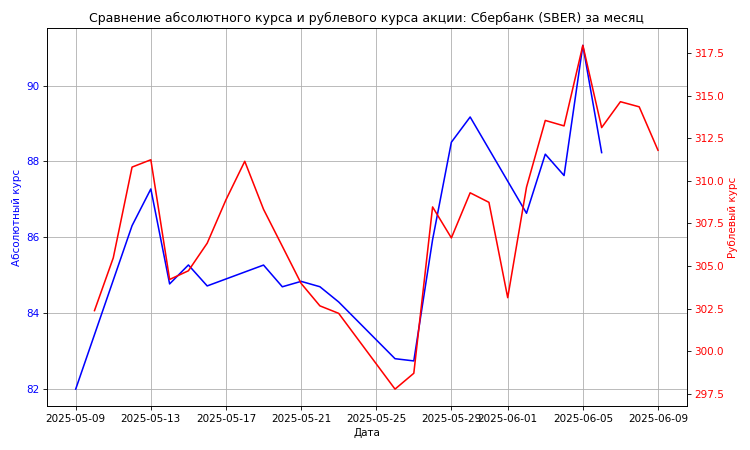 Сравнение абсолютного курса и рублевого курса акции: Сбербанк (SBER) за месяц
Абсолютный курс
90
88
86
84
82
317.5
315.0
312.5
310.0
307.5
305.0
302.5
300.0
297.5
Рублевый курс
2025-05-09 2025-05-13 2025-05-17 2025-05-21 2025-05-25 2025-05-29 2025-06-01 2025-06-05 2025-06-09
Дата